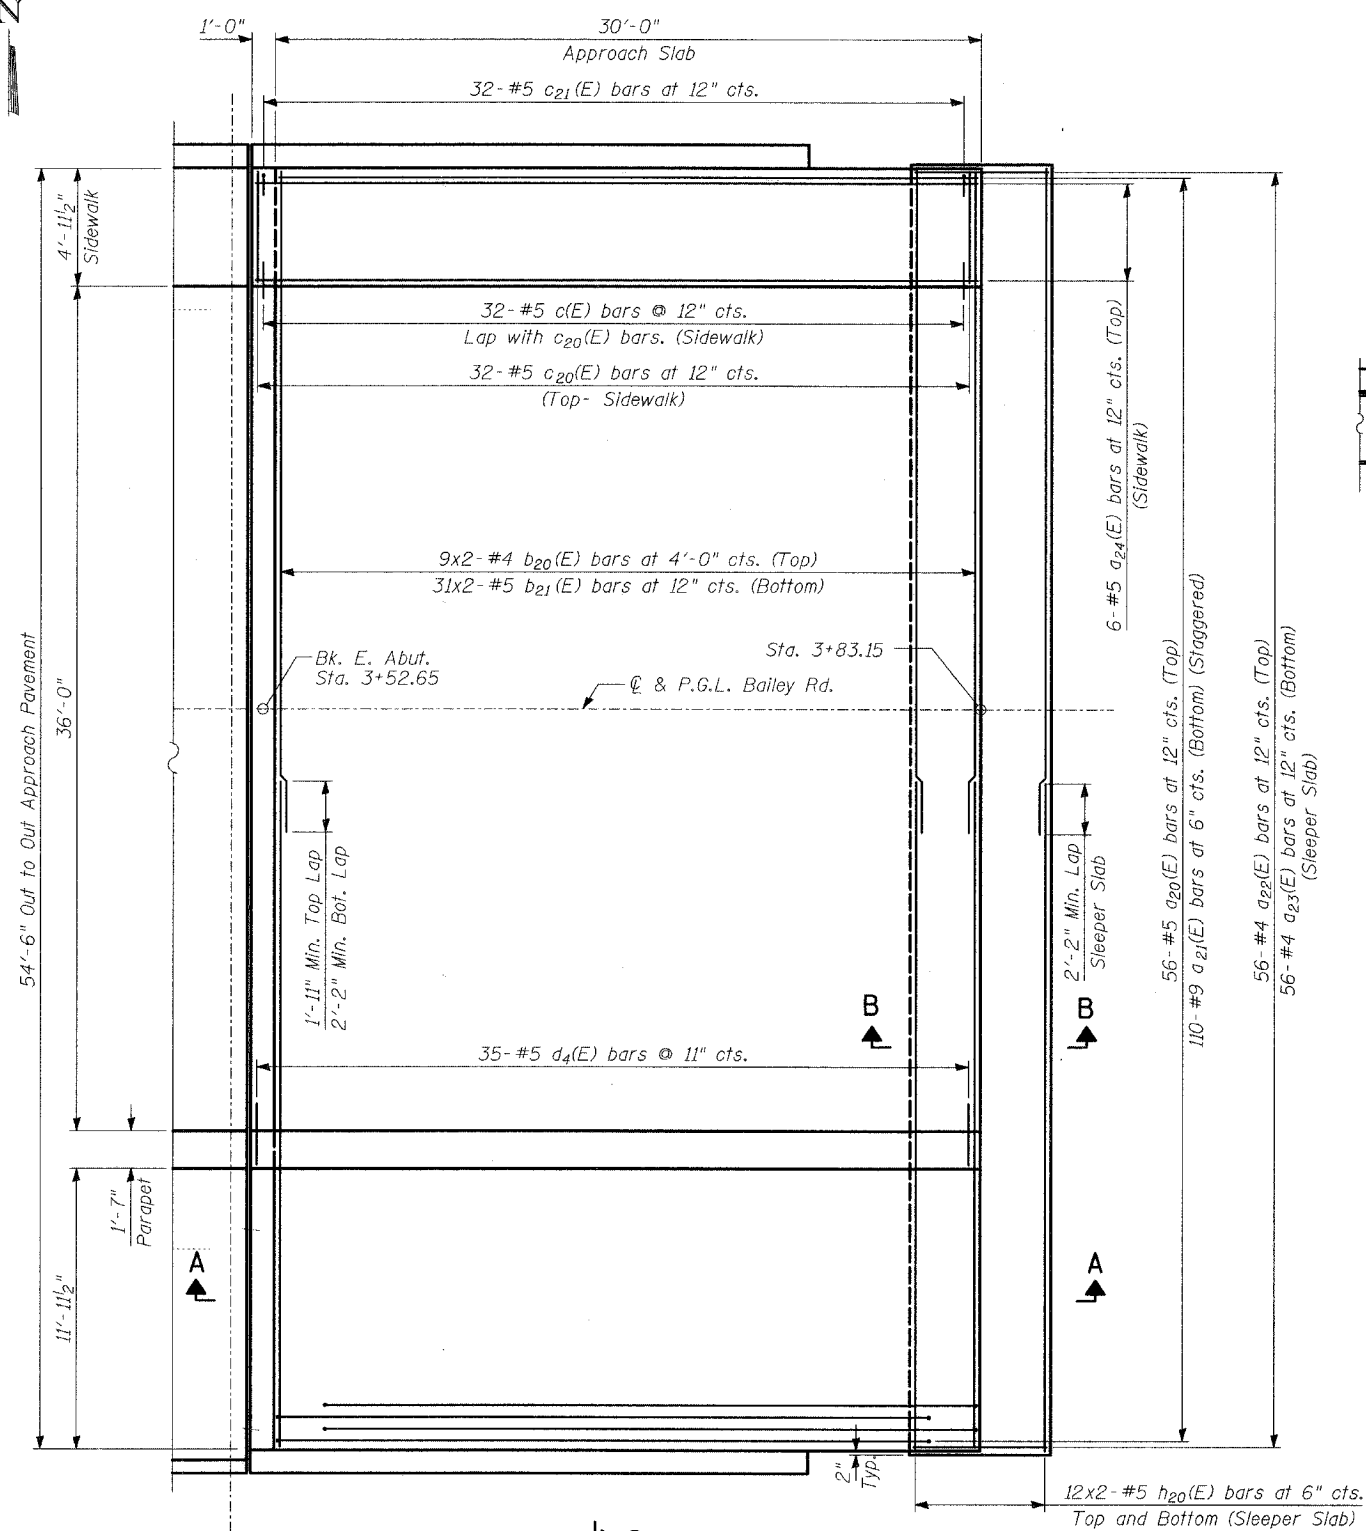 N
1'-0"
30'-0"
Approach Slab
32-#5 c21(E) bars at 12" cts.
4'-11½"
Sidewalk
32-#5 c(E) bars @ 12" cts.
Lap with c20(E) bars. (Sidewalk)
32-#5 c20(E) bars at 12" cts.
(Top- Sidewalk)
6-#5 a24(E) bars at 12" cts. (Top)
(Sidewalk)
9x2-#4 b20(E) bars at 4'-0" cts. (Top)
31x2-#5 b21(E) bars at 12" cts. (Bottom)
Bk. E. Abut.
Sta. 3+52.65
Sta. 3+83.15
℄ & P.G.L. Bailey Rd.
54'-6" Out to Out Approach Pavement
36'-0"
1'-11" Min. Top Lap
2'-2" Min. Bot. Lap
2'-2" Min. Lap
Sleeper Slab
56-#5 a20(E) bars at 12" cts. (Top)
110-#9 a21(E) bars at 6" cts. (Bottom) (Staggered)
56-#4 a22(E) bars at 12" cts. (Top)
56-#4 a23(E) bars at 12" cts. (Bottom)
(Sleeper Slab)
B
B
35-#5 d4(E) bars @ 11" cts.
1'-7"
Parapet
11'-11½"
A
A
2"
Typ.
12x2-#5 h20(E) bars at 6" cts.
Top and Bottom (Sleeper Slab)